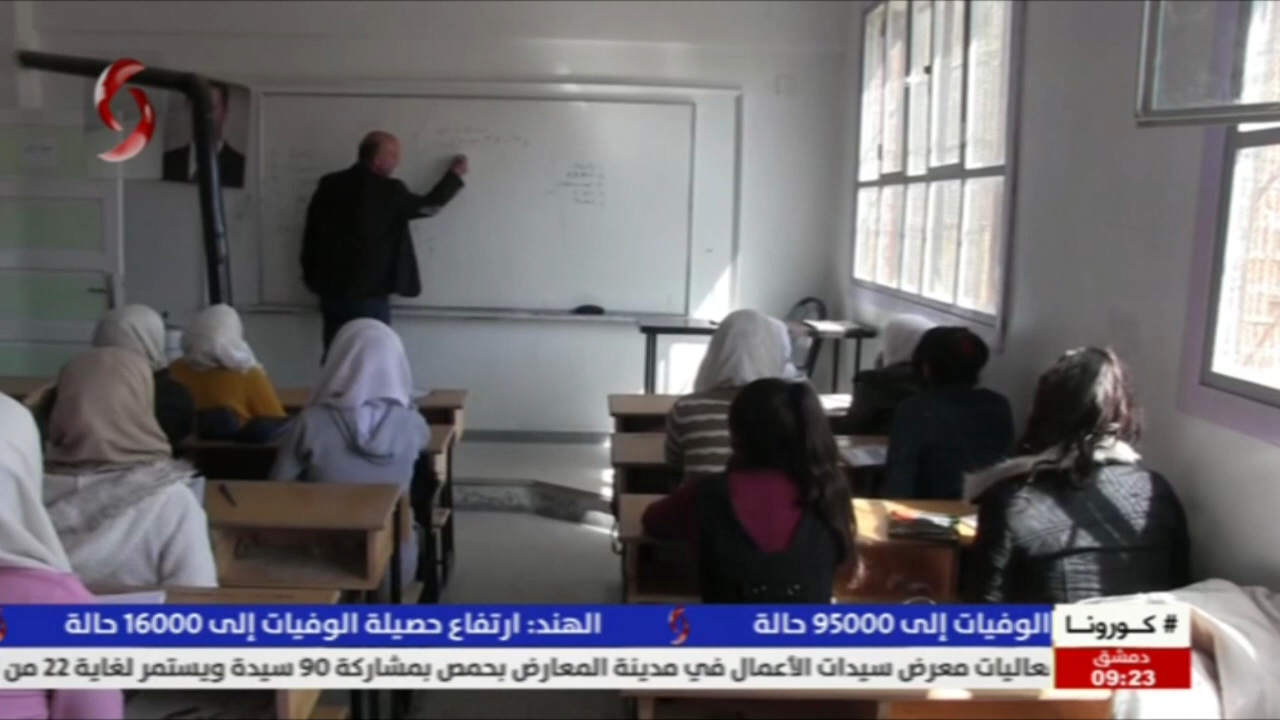 # كورونا
الوفيات إلى 95000 حالة
الهند: ارتفاع حصيلة الوفيات إلى 16000 حالة
دمشق
09:23
معرض سيدات الأعمال في مدينة المعارض بحمص بمشاركة 90 سيدة ويستمر لغاية 22 من